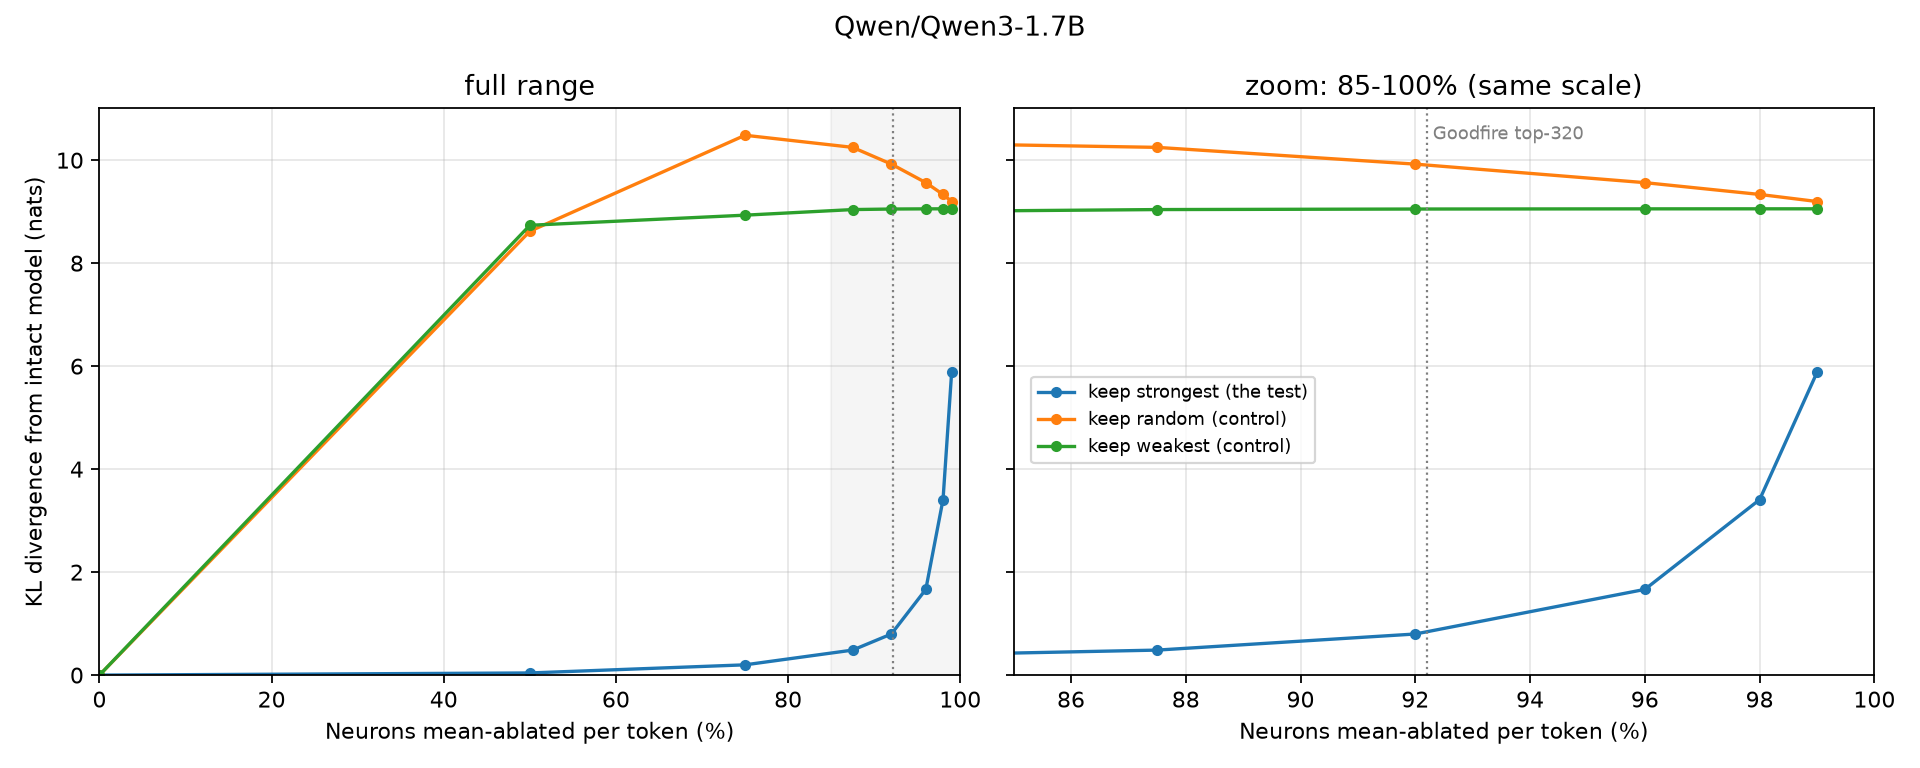 Qwen/Qwen3-1.7B
full range
KL divergence from intact model (nats)
10
8
6
4
2
0
0 20 40 60 80 100
Neurons mean-ablated per token (%)
zoom: 85-100% (same scale)
Goodfire top-320
keep strongest (the test)
keep random (control)
keep weakest (control)
86 88 90 92 94 96 98 100
Neurons mean-ablated per token (%)